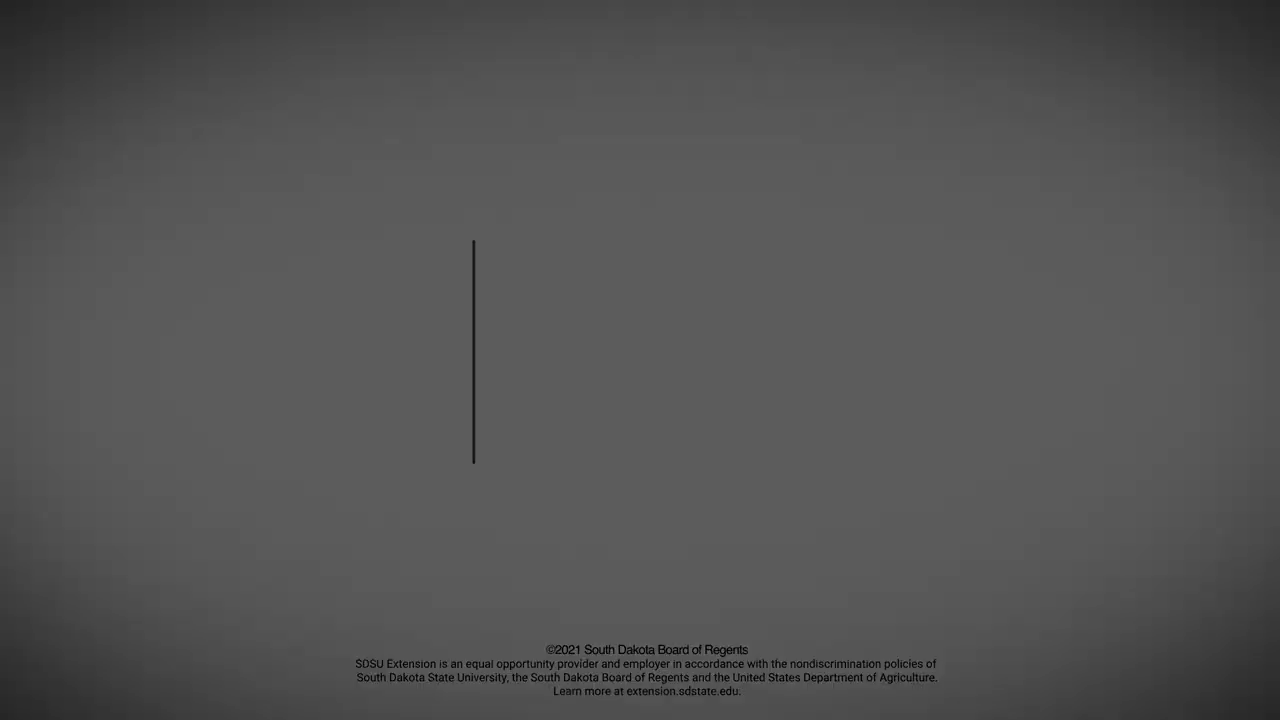 ©2021 South Dakota Board of Regents
SDSU Extension is an equal opportunity provider and employer in accordance with the nondiscrimination policies of
South Dakota State University, the South Dakota Board of Regents and the United States Department of Agriculture.
Learn more at extension.sdstate.edu.